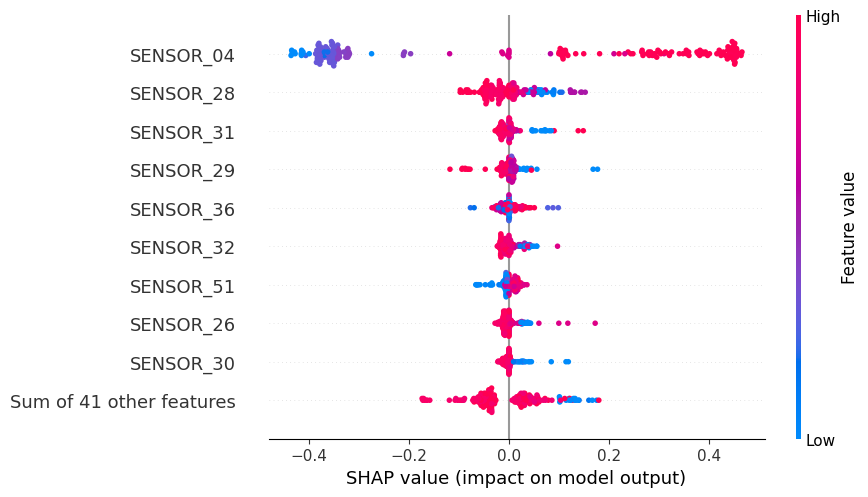 High
SENSOR_04
SENSOR_28
SENSOR_31
SENSOR_29
SENSOR_36
SENSOR_32
SENSOR_51
SENSOR_26
SENSOR_30
Sum of 41 other features
Feature value
Low
−0.4 −0.2 0.0 0.2 0.4
SHAP value (impact on model output)